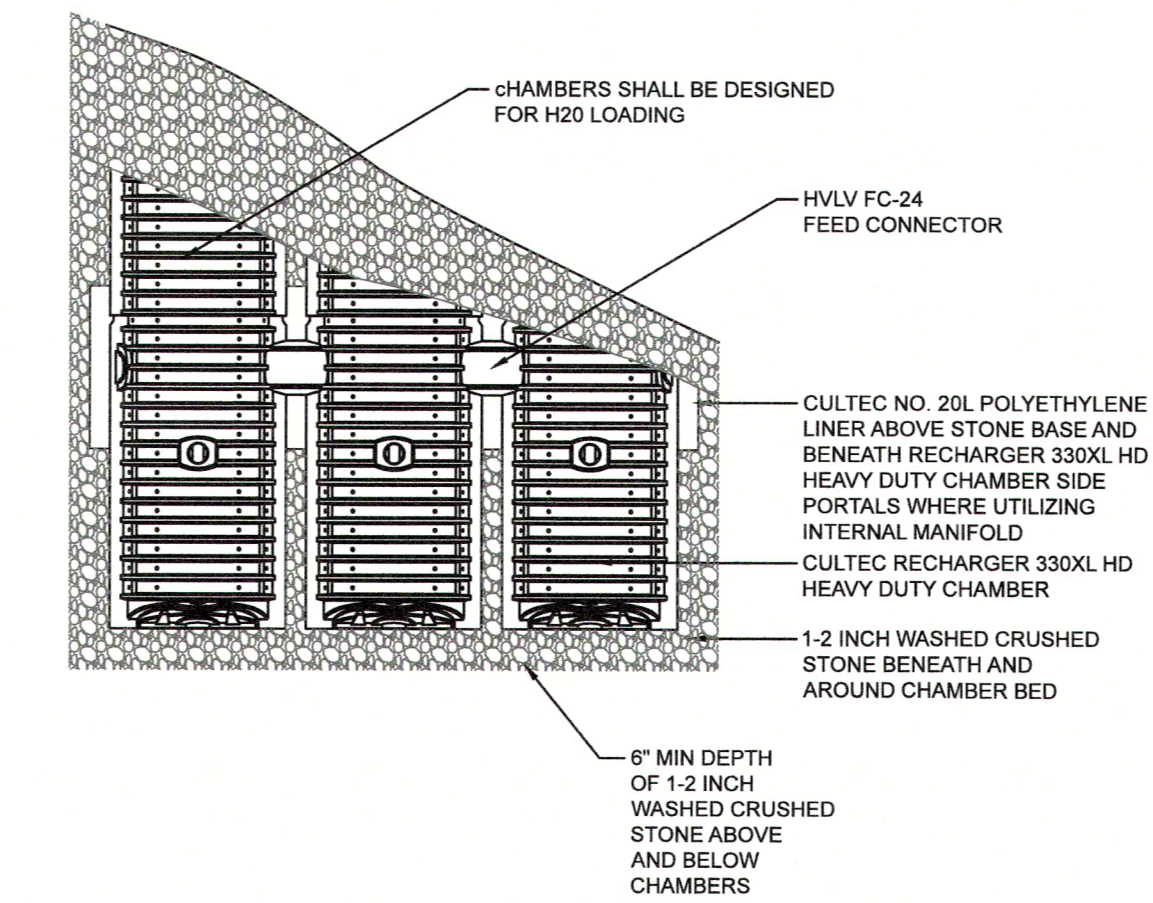 cHAMBERS SHALL BE DESIGNED
FOR H20 LOADING
HVLV FC-24
FEED CONNECTOR
CULTEC NO. 20L POLYETHYLENE
LINER ABOVE STONE BASE AND
BENEATH RECHARGER 330XL HD
HEAVY DUTY CHAMBER SIDE
PORTALS WHERE UTILIZING
INTERNAL MANIFOLD
CULTEC RECHARGER 330XL HD
HEAVY DUTY CHAMBER
1-2 INCH WASHED CRUSHED
STONE BENEATH AND
AROUND CHAMBER BED
6" MIN DEPTH
OF 1-2 INCH
WASHED CRUSHED
STONE ABOVE
AND BELOW
CHAMBERS